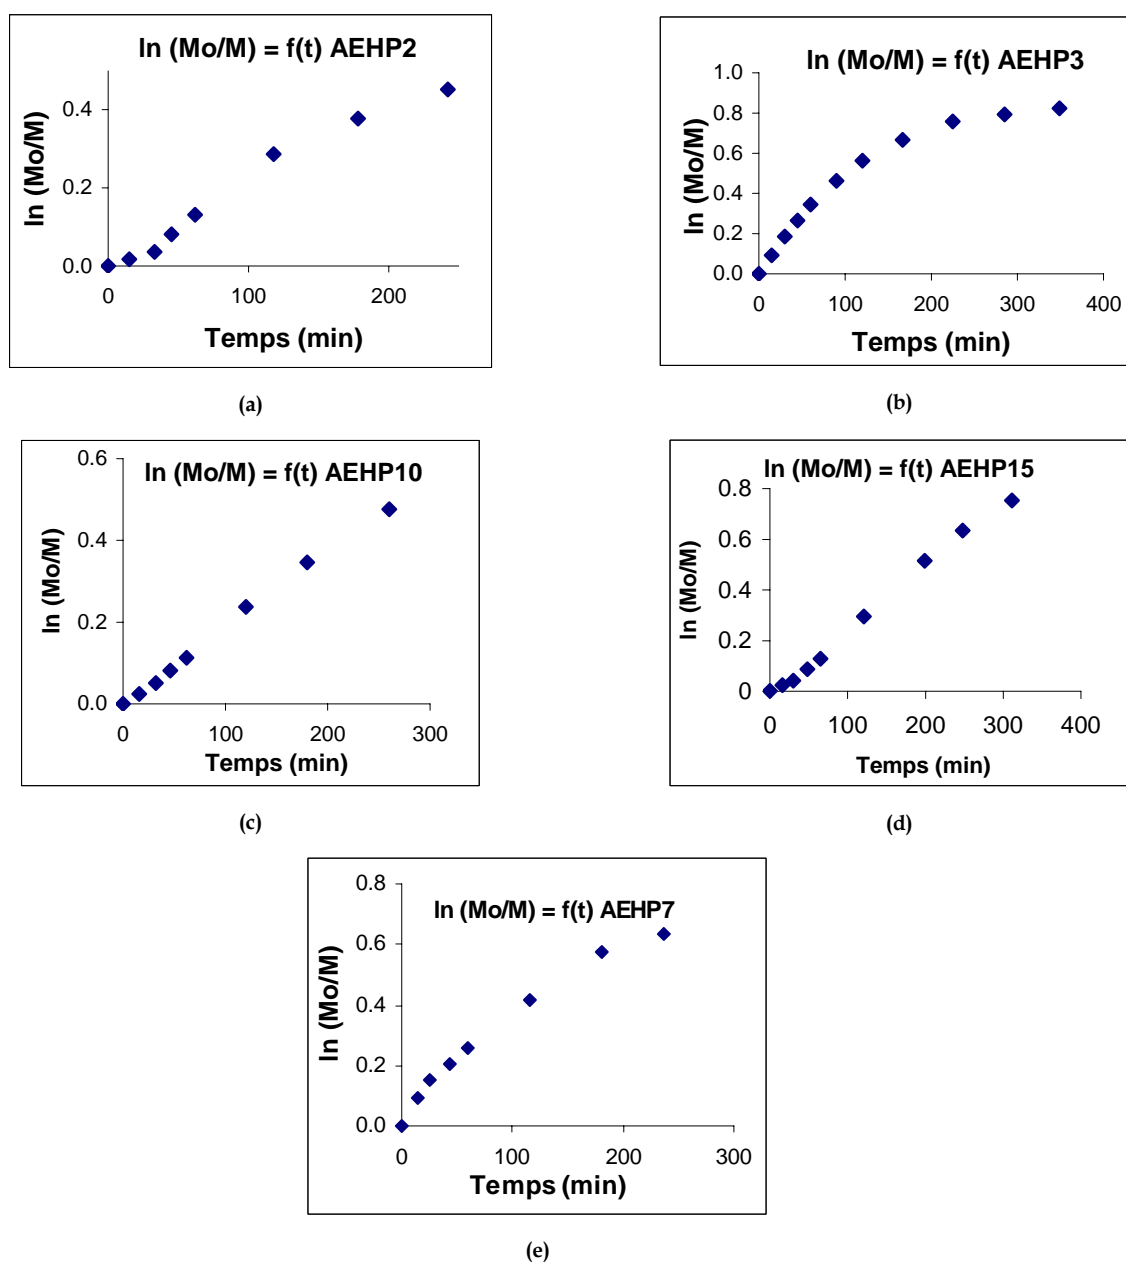 ln (Mo/M) = f(t) AEHP2
ln (Mo/M)
0.4
0.2
0.0
0 100 200
Temps (min)
(a)
ln (Mo/M) = f(t) AEHP3
ln (Mo/M)
1.0
0.8
0.6
0.4
0.2
0.0
0 100 200 300 400
Temps (min)
(b)
ln (Mo/M) = f(t) AEHP10
ln (Mo/M)
0.6
0.4
0.2
0.0
0 100 200 300
Temps (min)
(c)
ln (Mo/M) = f(t) AEHP15
ln (Mo/M)
0.8
0.6
0.4
0.2
0
0 100 200 300 400
Temps (min)
(d)
ln (Mo/M) = f(t) AEHP7
ln (Mo/M)
0.8
0.6
0.4
0.2
0.0
0 100 200 300
Temps (min)
(e)